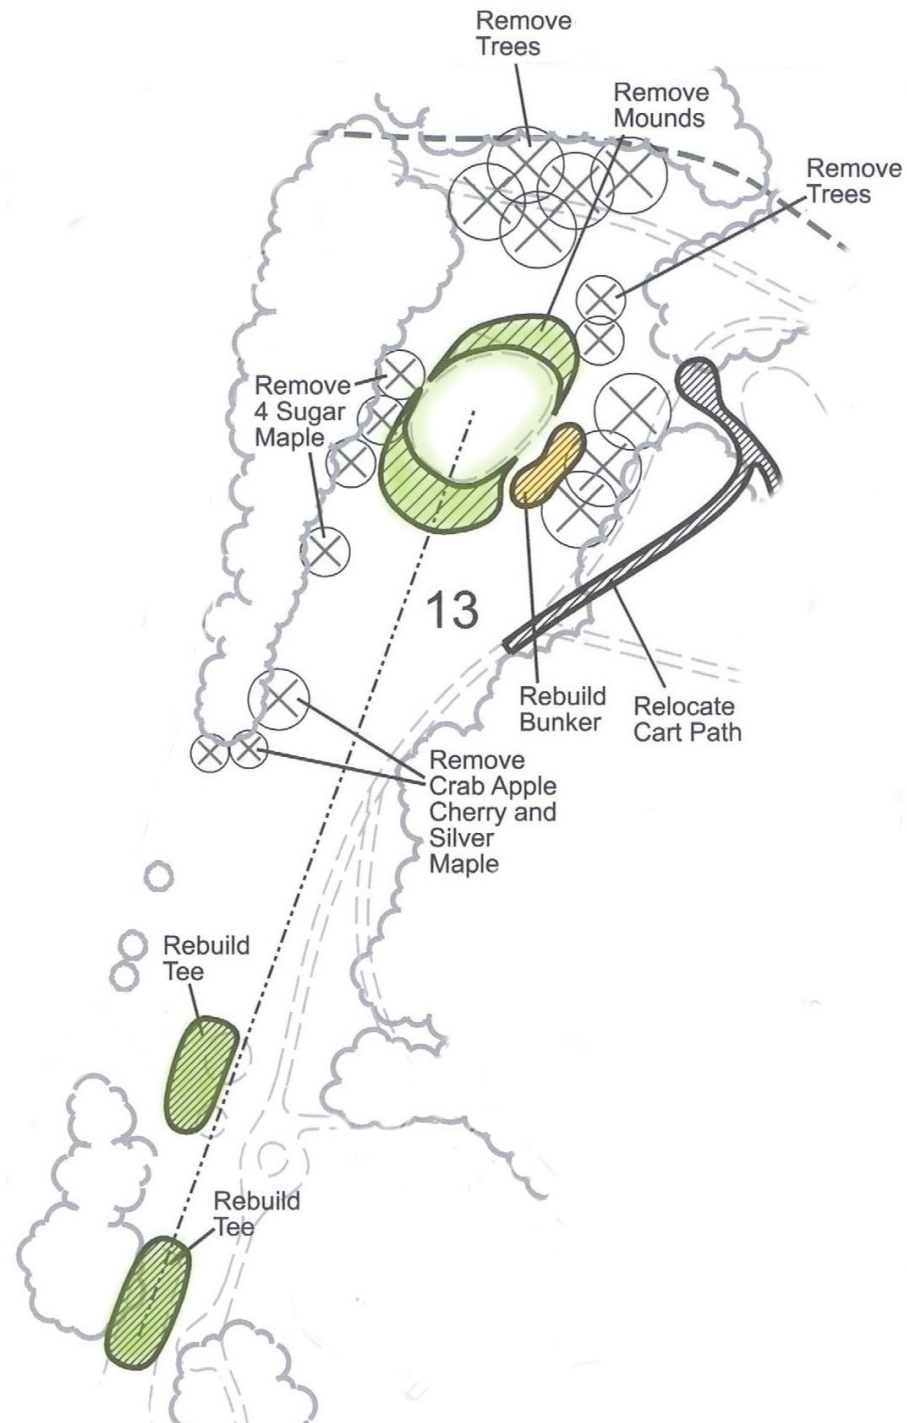 Remove
Trees
Remove
Mounds
Remove
Trees
Remove
4 Sugar
Maple
13
Rebuild
Bunker
Relocate
Cart Path
Remove
Crab Apple
Cherry and
Silver
Maple
Rebuild
Tee
Rebuild
Tee